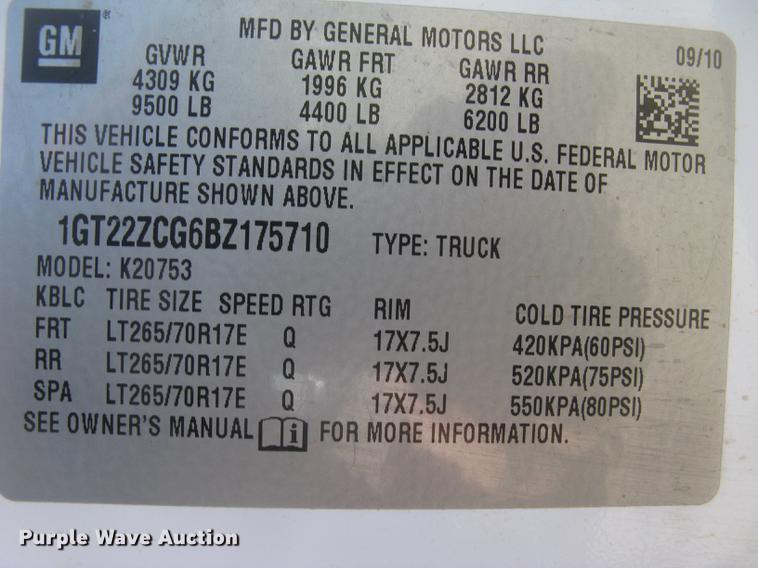 GM
MFD BY GENERAL MOTORS LLC
GVWR GAWR FRT GAWR RR 09/10
4309 KG 1996 KG 2812 KG
9500 LB 4400 LB 6200 LB
THIS VEHICLE CONFORMS TO ALL APPLICABLE U.S. FEDERAL MOTOR
VEHICLE SAFETY STANDARDS IN EFFECT ON THE DATE OF
MANUFACTURE SHOWN ABOVE.
1GT22ZCG6BZ175710 TYPE: TRUCK
MODEL: K20753
KBLC TIRE SIZE SPEED RTG RIM COLD TIRE PRESSURE
FRT LT265/70R17E Q 17X7.5J 420KPA(60PSI)
RR LT265/70R17E Q 17X7.5J 520KPA(75PSI)
SPA LT265/70R17E Q 17X7.5J 550KPA(80PSI)
SEE OWNER'S MANUAL i FOR MORE INFORMATION.
Purple Wave Auction